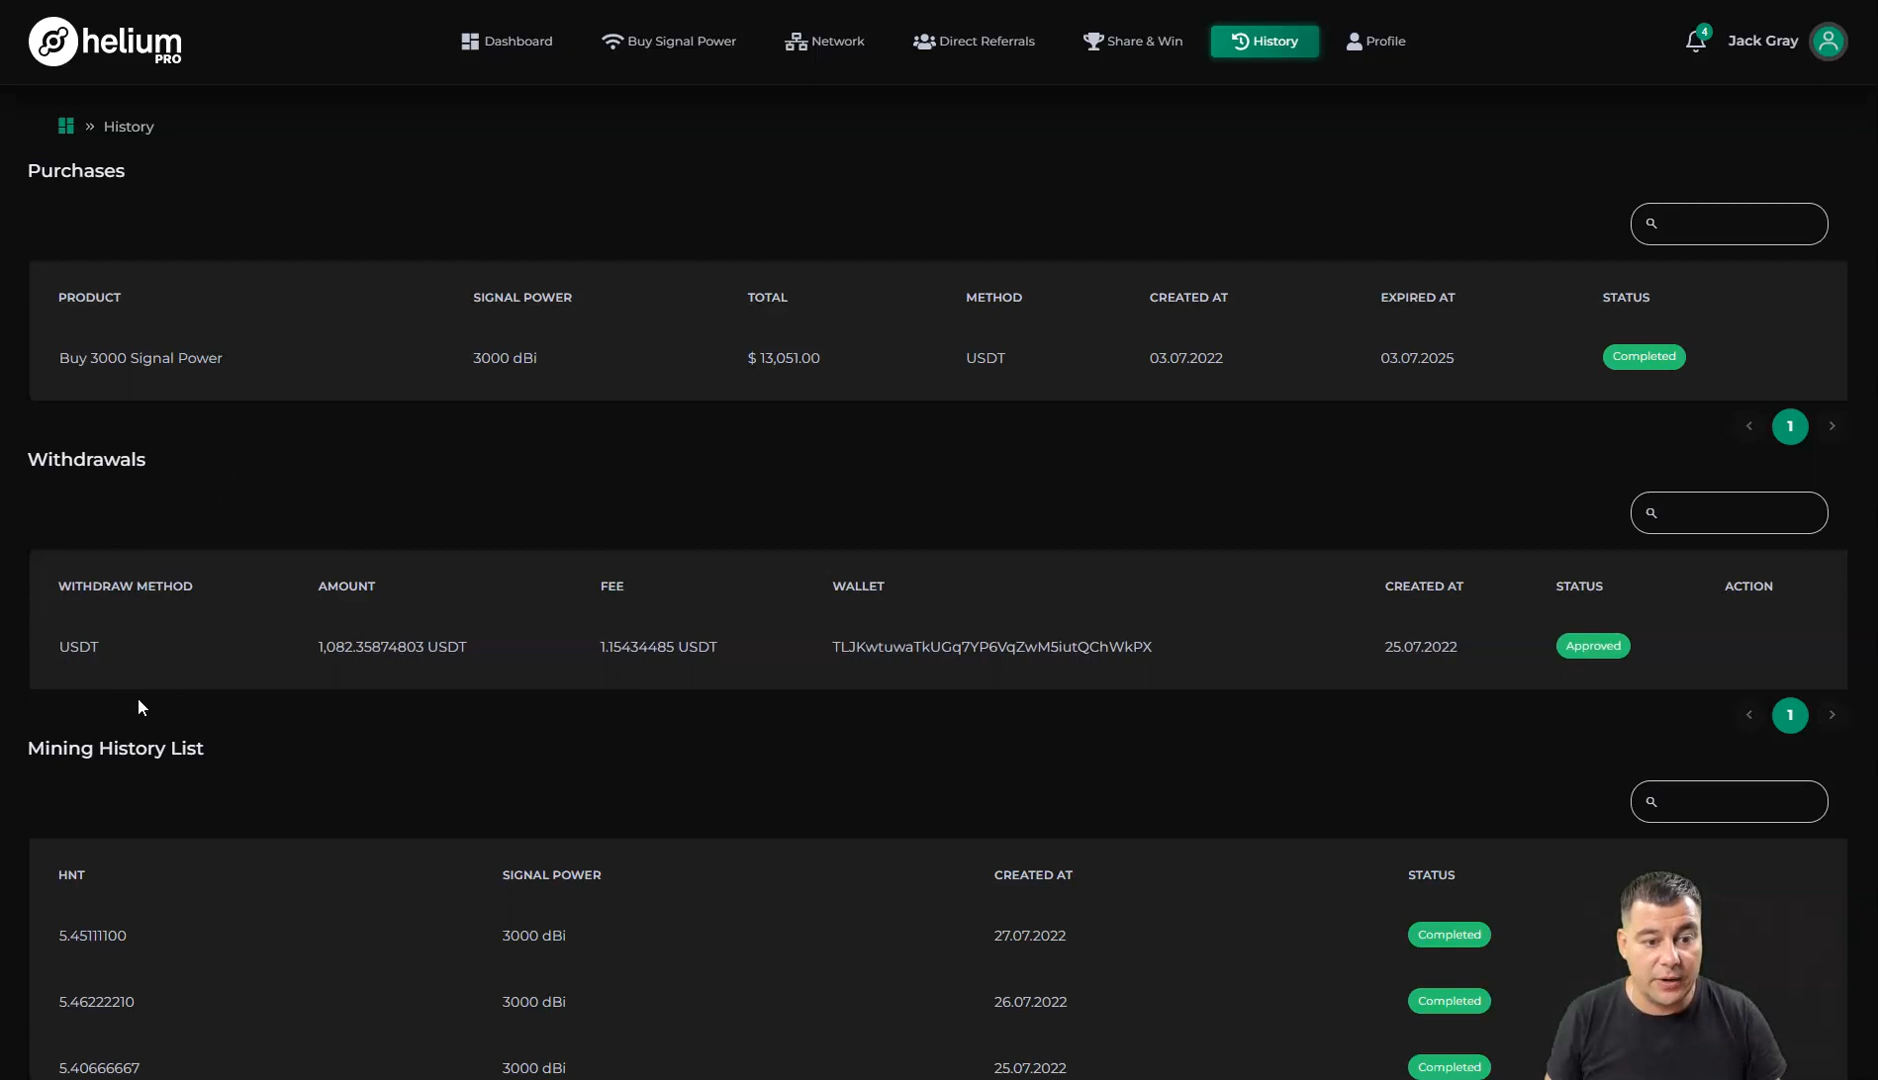 helium PRO
Dashboard Buy Signal Power Network Direct Referrals Share & Win History Profile 4 Jack Gray
» History
Purchases
PRODUCT SIGNAL POWER TOTAL METHOD CREATED AT EXPIRED AT STATUS
Buy 3000 Signal Power 3000 dBi $ 13,051.00 USDT 03.07.2022 03.07.2025 Completed
‹ 1 ›
Withdrawals
WITHDRAW METHOD AMOUNT FEE WALLET CREATED AT STATUS ACTION
USDT 1,082.35874803 USDT 1.15434485 USDT TLJKwtuwaTkUGq7YP6VqZwM5iutQChWkPX 25.07.2022 Approved
‹ 1 ›
Mining History List
HNT SIGNAL POWER CREATED AT STATUS
5.45111100 3000 dBi 27.07.2022 Completed
5.46222210 3000 dBi 26.07.2022 Completed
5.40666667 3000 dBi 25.07.2022 Completed